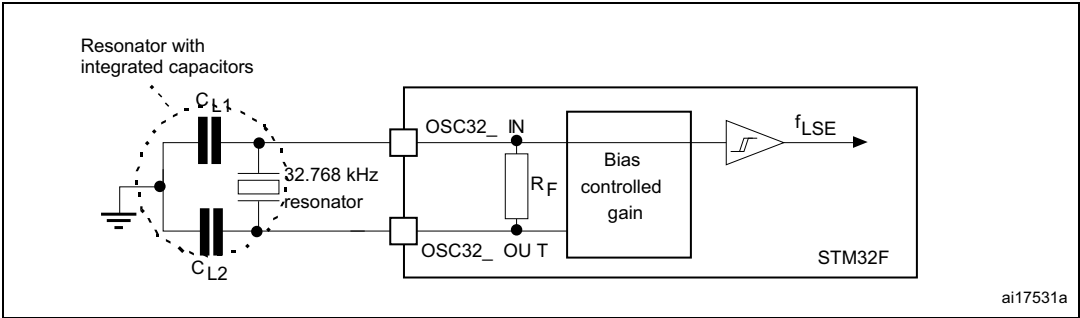 Resonator with
integrated capacitors
CL1
OSC32_ IN
fLSE
32.768 kHz
resonator
RF
Bias
controlled
gain
OSC32_ OU T
STM32F
CL2
ai17531a